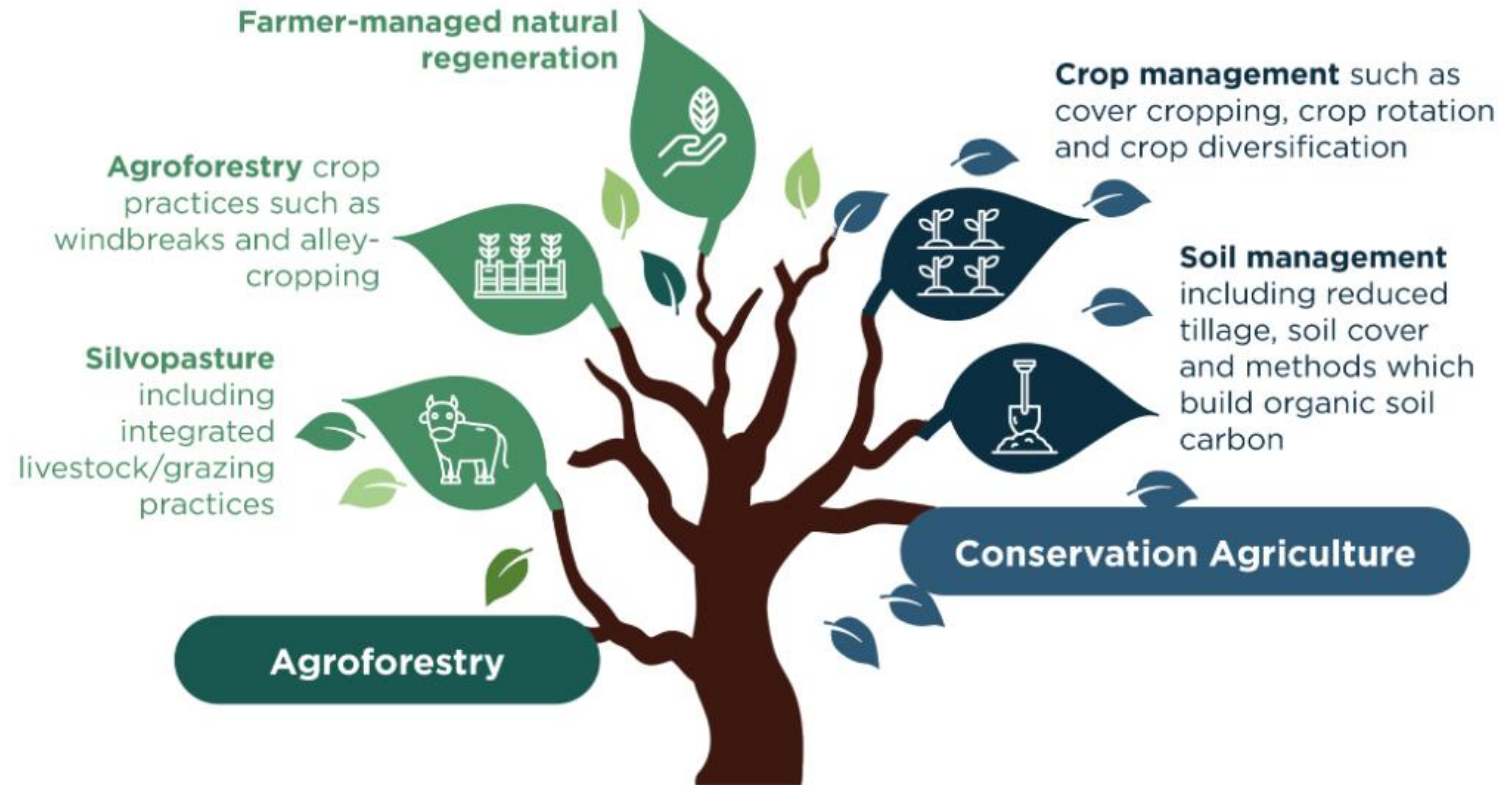 Farmer-managed natural
regeneration
Agroforestry crop
practices such as
windbreaks and alley-
cropping
Silvopasture
including
integrated
livestock/grazing
practices
Agroforestry
Crop management such as
cover cropping, crop rotation
and crop diversification
Soil management
including reduced
tillage, soil cover
and methods which
build organic soil
carbon
Conservation Agriculture